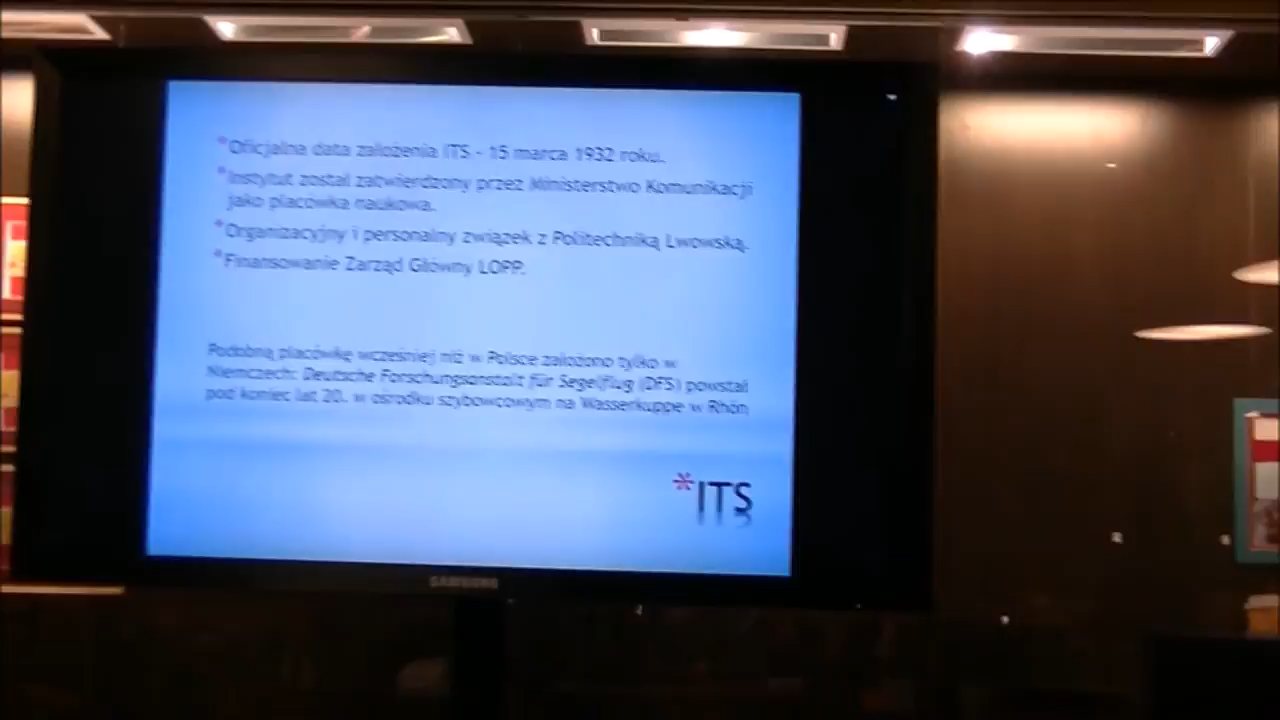 *Oficjalna data założenia ITS - 15 marca 1932 roku.
*Instytut został zatwierdzony przez Ministerstwo Komunikacji
jako placówka naukowa.
*Organizacyjny i personalny związek z Politechniką Lwowską.
*Finansowanie Zarząd Główny LOPP.
Podobną placówkę wcześniej niż w Polsce założono tylko w
Niemczech: Deutsche Forschungsanstalt für Segelflug (DFS) powstał
pod koniec lat 20. w ośrodku szybowcowym na Wasserkuppe w Rhön
*ITS
SAMSUNG